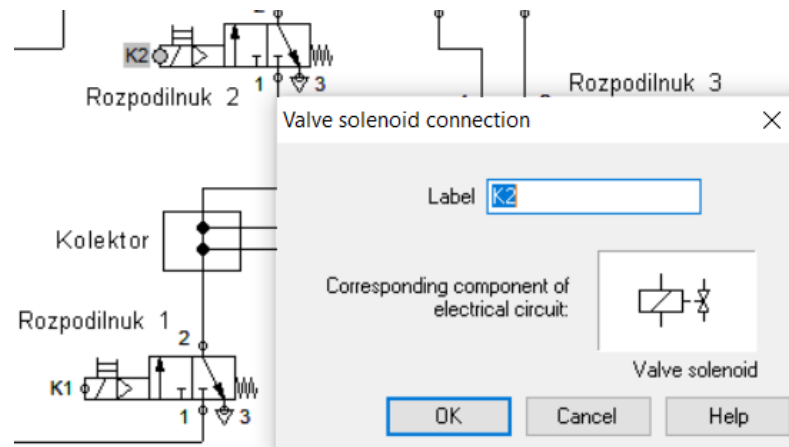 2
K2
1 3
Rozpodilnuk 2
Rozpodilnuk 3
Valve solenoid connection
Label K2
Kolektor
Corresponding component of
electrical circuit:
Rozpodilnuk 1
2
Valve solenoid
K1
1 3
OK Cancel Help